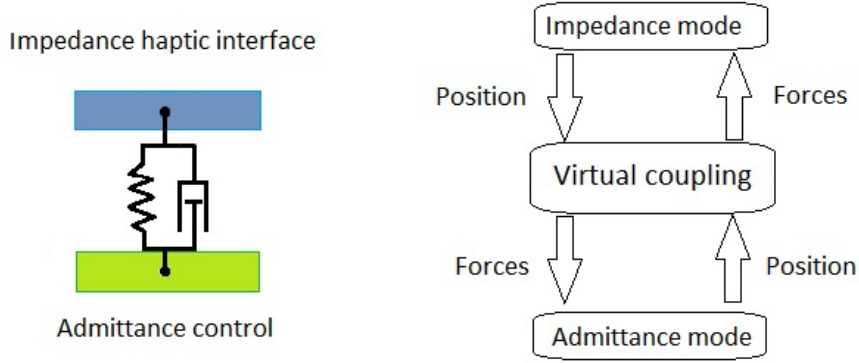 Impedance haptic interface
Admittance control
Impedance mode
Position
Forces
Virtual coupling
Forces
Position
Admittance mode